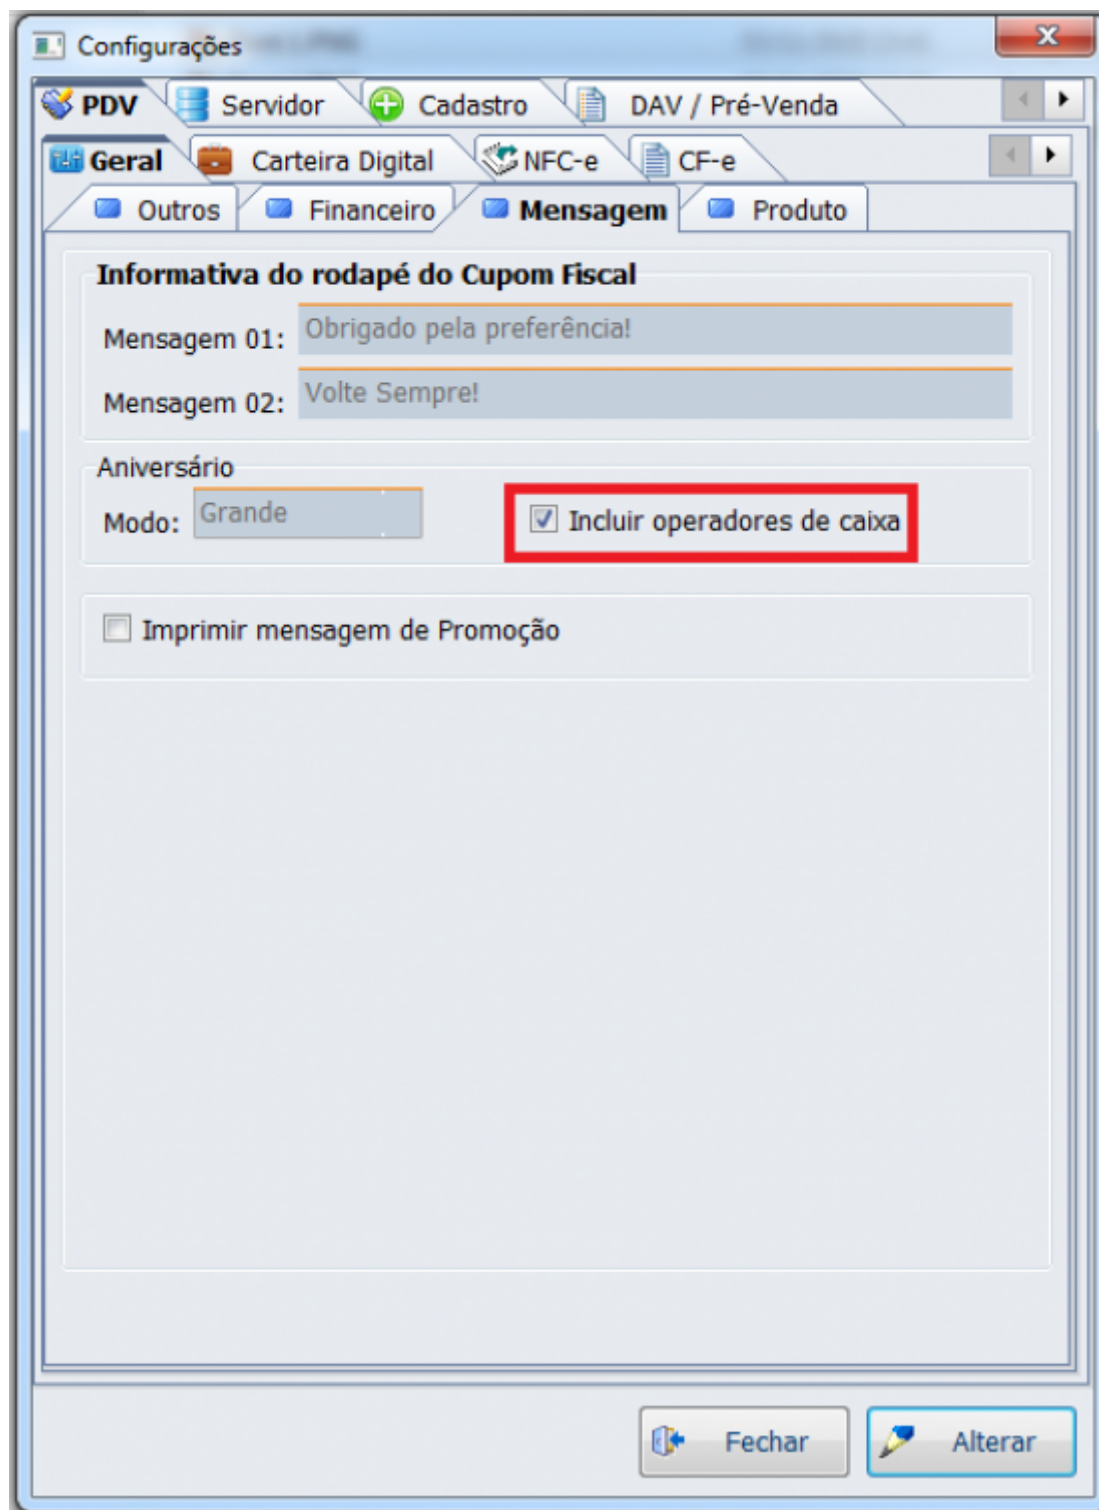 Configurações
PDV Servidor Cadastro DAV / Pré-Venda
Geral Carteira Digital NFC-e CF-e
Outros Financeiro Mensagem Produto
Informativa do rodapé do Cupom Fiscal
Mensagem 01: Obrigado pela preferência!
Mensagem 02: Volte Sempre!
Aniversário
Modo: Grande Incluir operadores de caixa
Imprimir mensagem de Promoção
Fechar Alterar